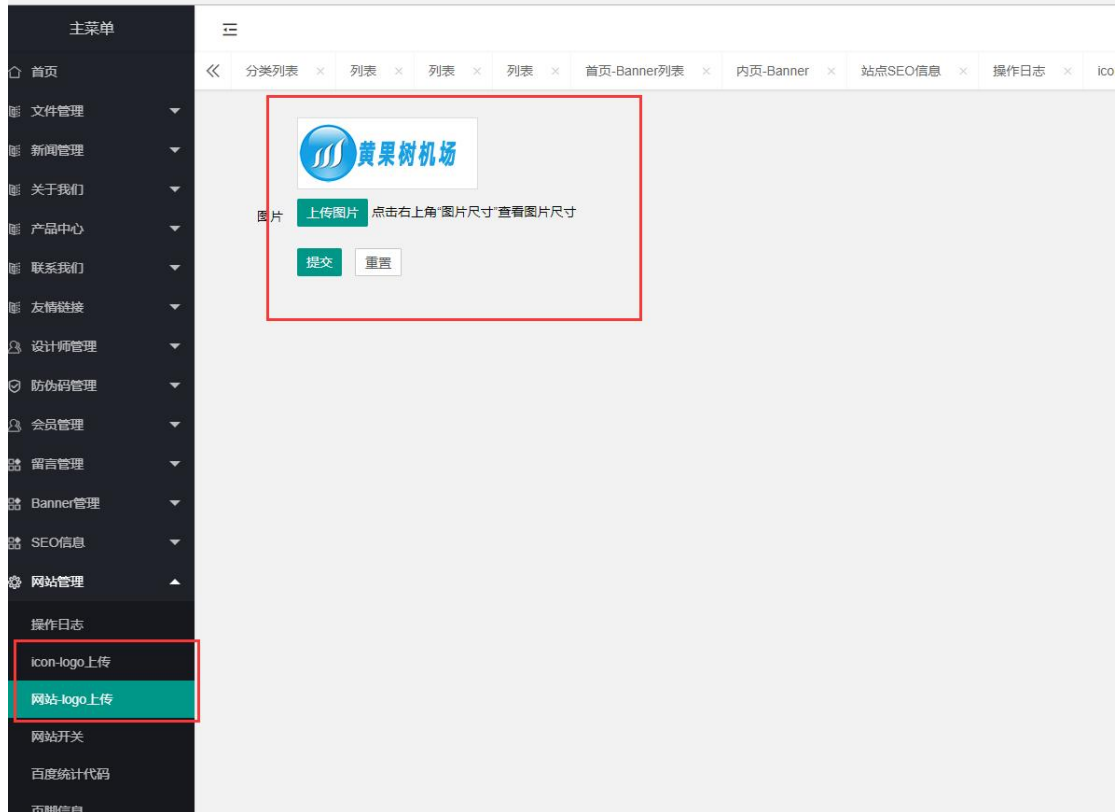 主菜单
首页
文件管理
新闻管理
关于我们
产品中心
联系我们
友情链接
设计师管理
防伪码管理
会员管理
留言管理
Banner管理
SEO信息
网站管理
操作日志
icon-logo上传
网站-logo上传
网站开关
百度统计代码
页脚信息
分类列表 × 列表 × 列表 × 列表 × 首页-Banner列表 × 内页-Banner × 站点SEO信息 × 操作日志 × ico
黄果树机场
图片 上传图片 点击右上角“图片尺寸”查看图片尺寸
提交 重置